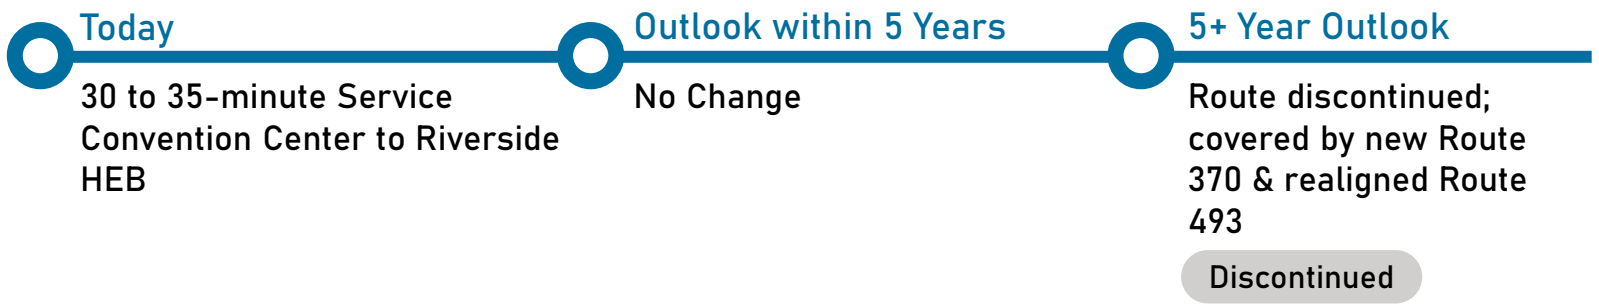 Today
30 to 35-minute Service
Convention Center to Riverside
HEB
Outlook within 5 Years
No Change
5+ Year Outlook
Route discontinued;
covered by new Route
370 & realigned Route
493
Discontinued